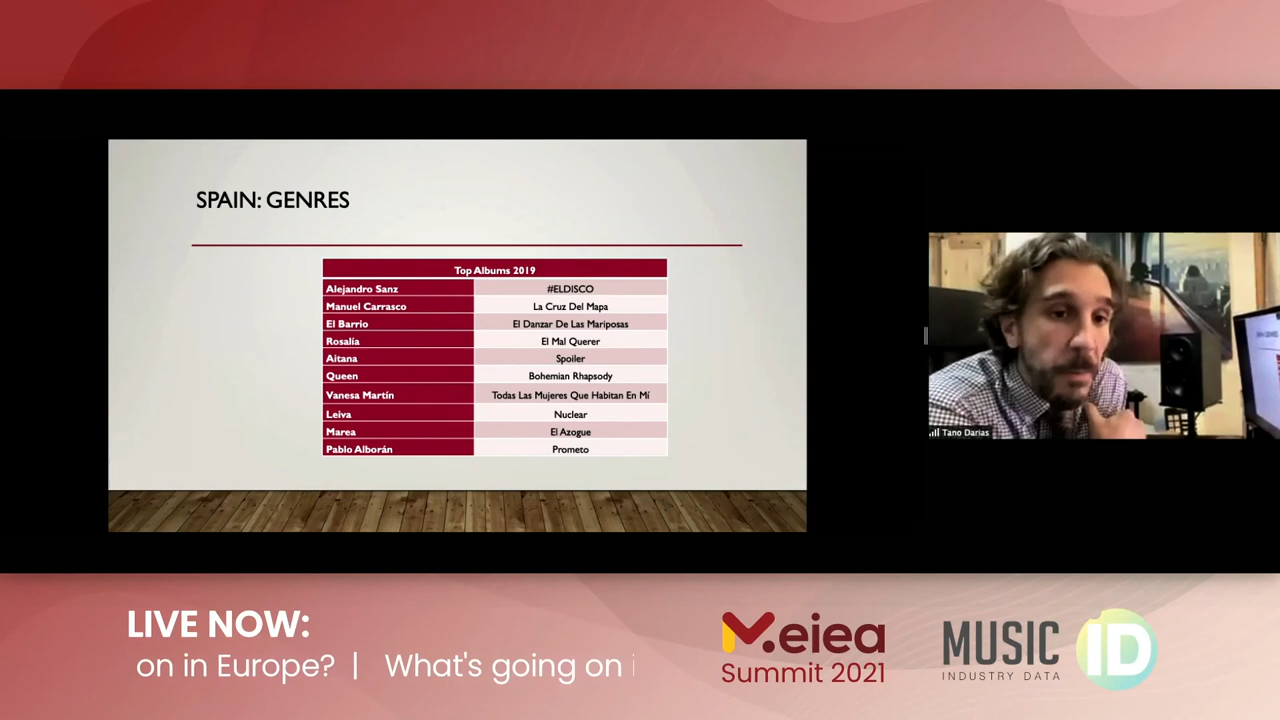 SPAIN: GENRES
Top Albums 2019
Alejandro Sanz #ELDISCO
Manuel Carrasco La Cruz Del Mapa
El Barrio El Danzar De Las Mariposas
Rosalía El Mal Querer
Aitana Spoiler
Queen Bohemian Rhapsody
Vanesa Martín Todas Las Mujeres Que Habitan En Mí
Leiva Nuclear
Marea El Azogue
Pablo Alborán Prometo
Tano Darias
LIVE NOW:
on in Europe? | What's going on i
Meiea
Summit 2021
MUSIC ID
INDUSTRY DATA